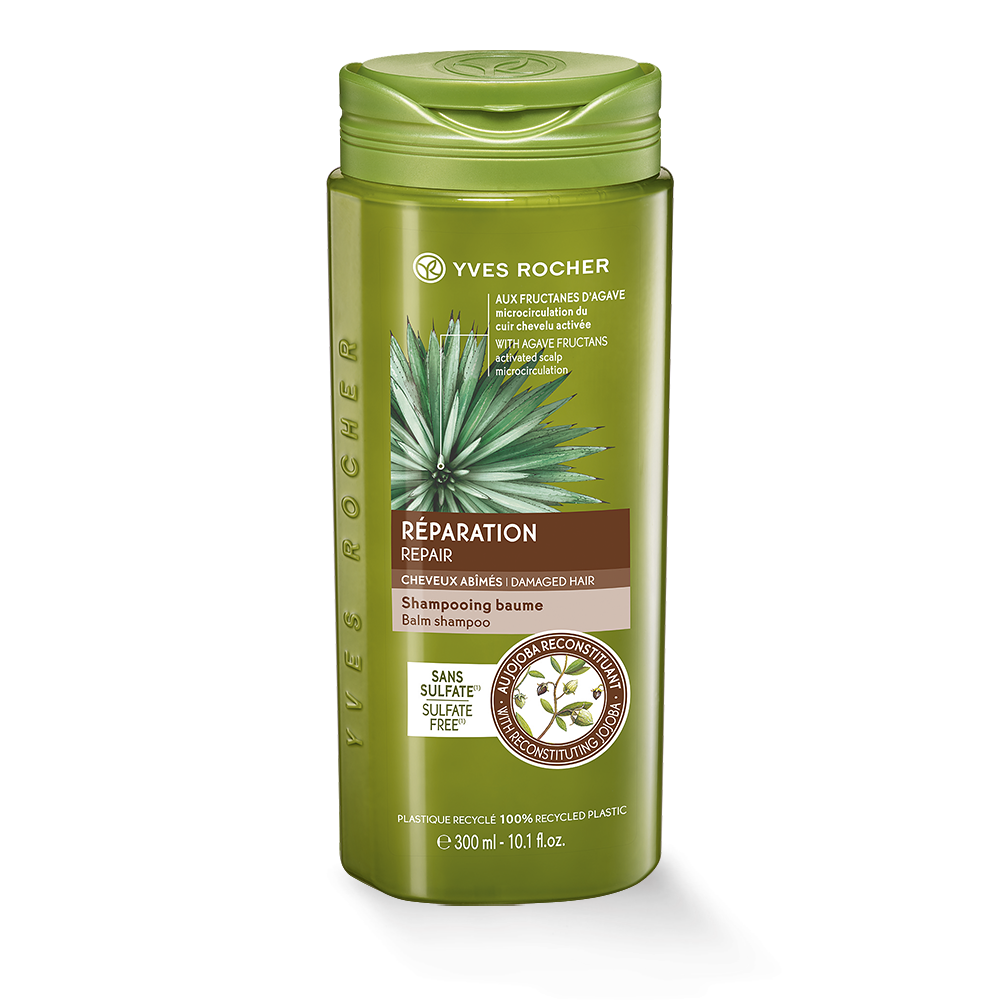 YVES ROCHER
AUX FRUCTANES D'AGAVE
microcirculation du
cuir chevelu activée
WITH AGAVE FRUCTANS
activated scalp
microcirculation
YVES ROCHER
RÉPARATION
REPAIR
CHEVEUX ABÎMÉS | DAMAGED HAIR
Shampooing baume
Balm shampoo
SANS
SULFATE(1)
SULFATE
FREE(1)
AU JOJOBA RECONSTITUANT
WITH RECONSTITUTING JOJOBA
PLASTIQUE RECYCLÉ 100% RECYCLED PLASTIC
℮ 300 ml - 10.1 fl.oz.